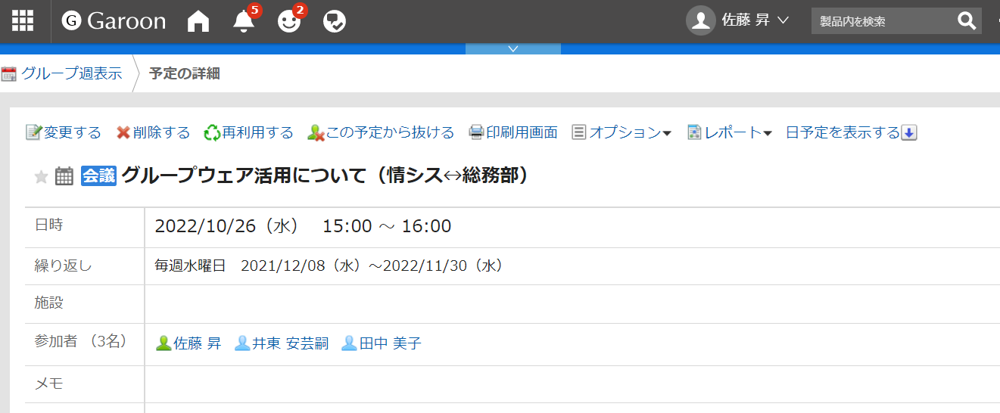 G Garoon 5 2 佐藤 昇 製品内を検索
グループ週表示 予定の詳細
変更する 削除する 再利用する この予定から抜ける 印刷用画面 オプション レポート 日予定を表示する
会議 グループウェア活用について（情シス↔総務部）
日時 2022/10/26（水） 15:00 ～ 16:00
繰り返し 毎週水曜日 2021/12/08（水）～2022/11/30（水）
施設
参加者 （3名） 佐藤 昇 井東 安芸嗣 田中 美子
メモ